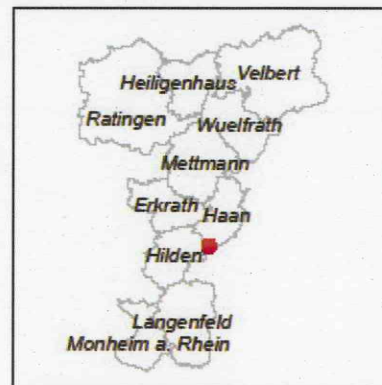 Velbert
Heiligenhaus
Ratingen
Wuelfrath
Mettmann
Erkrath
Haan
Hilden
Langenfeld
Monheim a. Rhein